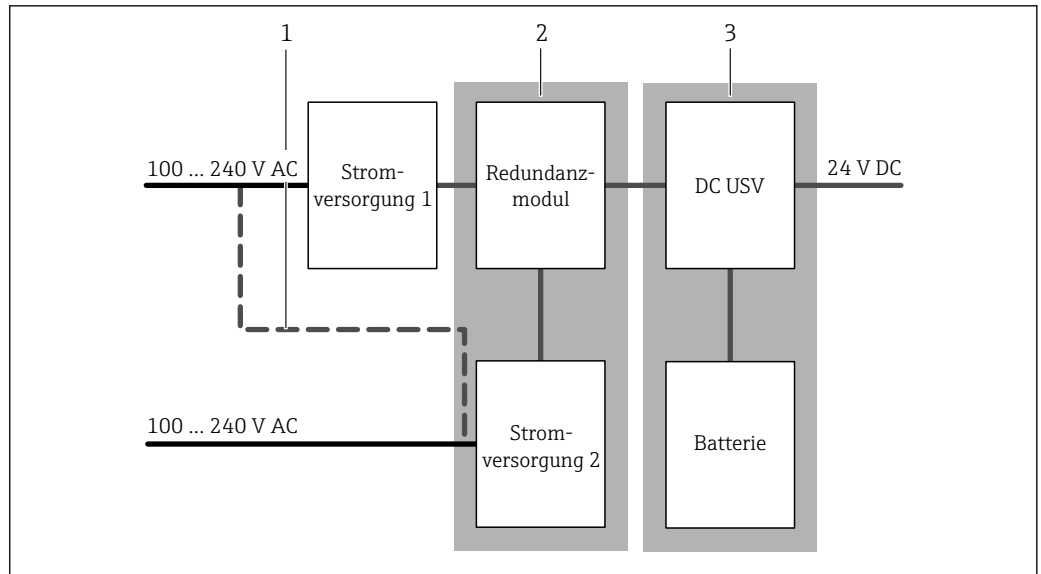 1
2
3
100 ... 240 V AC
Strom-
versorgung 1
Redundanz-
modul
DC USV
24 V DC
100 ... 240 V AC
Strom-
versorgung 2
Batterie